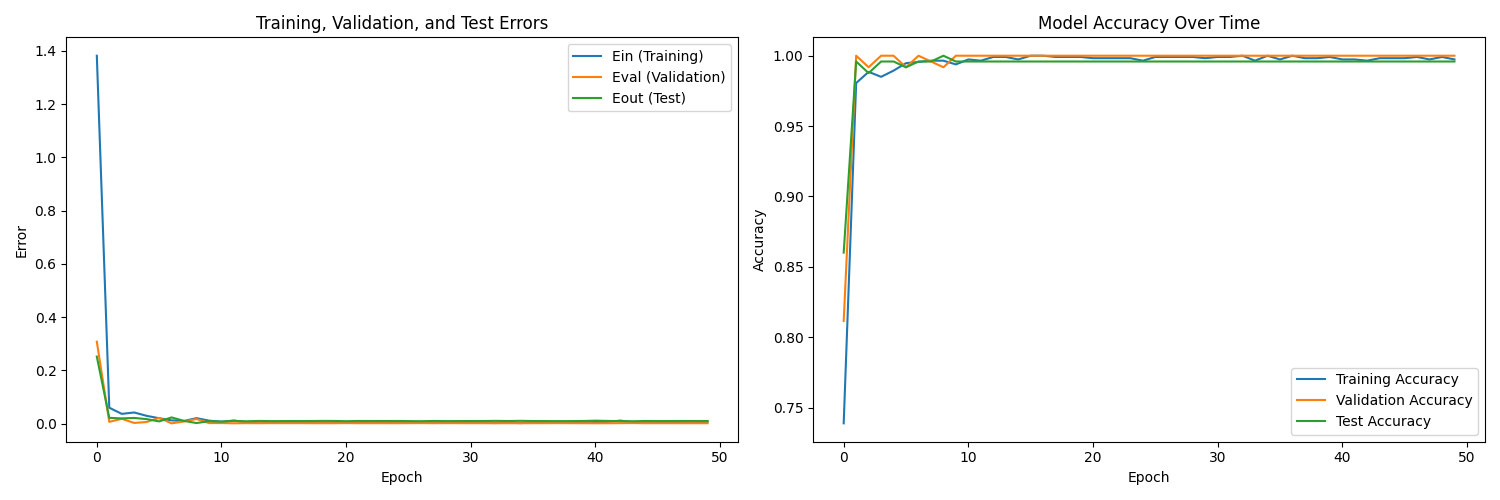 Training, Validation, and Test Errors
1.4
1.2
1.0
0.8
0.6
0.4
0.2
0.0
Error
0
10
20
30
40
50
Epoch
Ein (Training)
Eval (Validation)
Eout (Test)
Model Accuracy Over Time
1.00
0.95
0.90
0.85
0.80
0.75
Accuracy
0
10
20
30
40
50
Epoch
Training Accuracy
Validation Accuracy
Test Accuracy